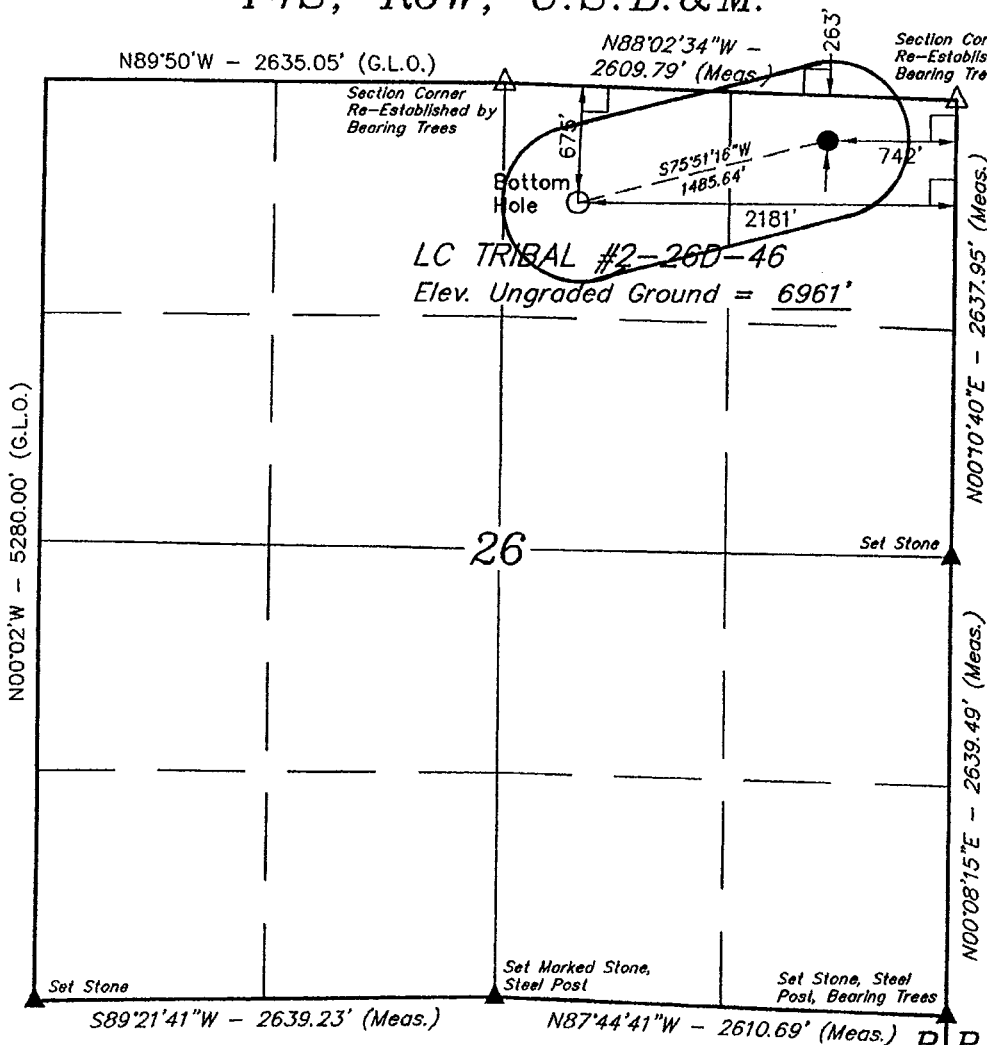 N89°50'W - 2635.05' (G.L.O.)
N88°02'34"W -
2609.79' (Meas.)
263'
Section Corner
Re-Established by
Bearing Trees
Section Cor
Re-Establis
Bearing Tre
675'
S75°51'16"W
1485.64'
742'
Bottom
Hole
2181'
LC TRIBAL #2-26D-46
Elev. Ungraded Ground = 6961'
N00°10'40"E - 2637.95' (Meas.)
N00°02'W - 5280.00' (G.L.O.)
26
Set Stone
N00°08'15"E - 2639.49' (Meas.)
Set Stone
Set Marked Stone,
Steel Post
Set Stone, Steel
Post, Bearing Trees
S89°21'41"W - 2639.23' (Meas.)
N87°44'41"W - 2610.69' (Meas.)